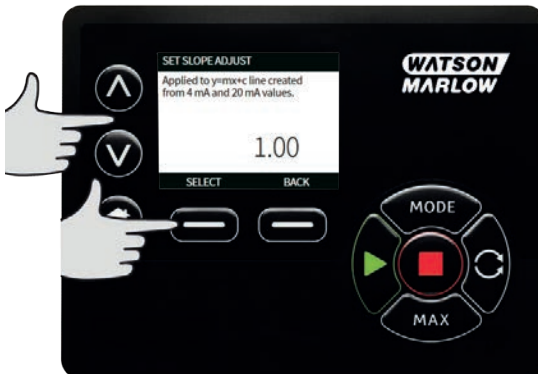 SET SLOPE ADJUST
Applied to y=mx+c line created
from 4 mA and 20 mA values.
1.00
SELECT BACK
WATSON
MARLOW
MODE
MAX